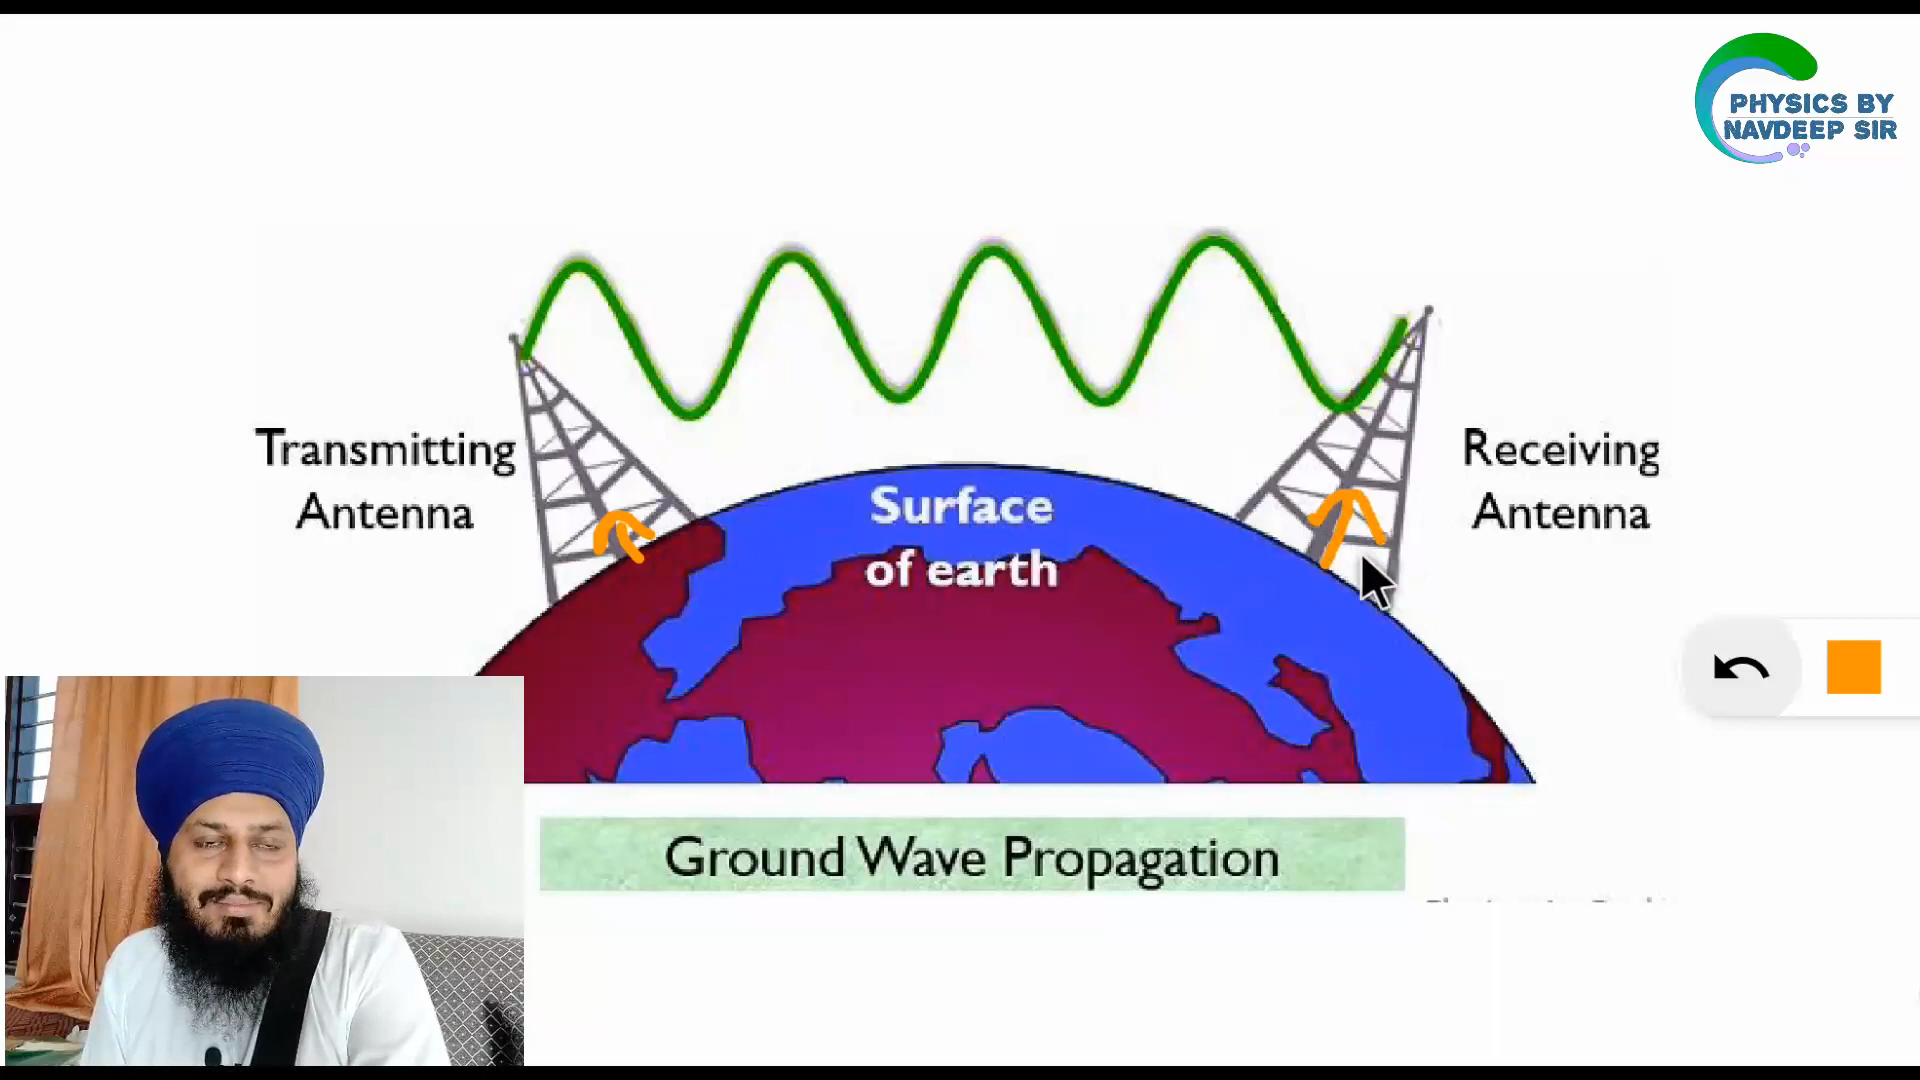 PHYSICS BY
NAVDEEP SIR
Transmitting
Antenna
Surface
of earth
Receiving
Antenna
Ground Wave Propagation